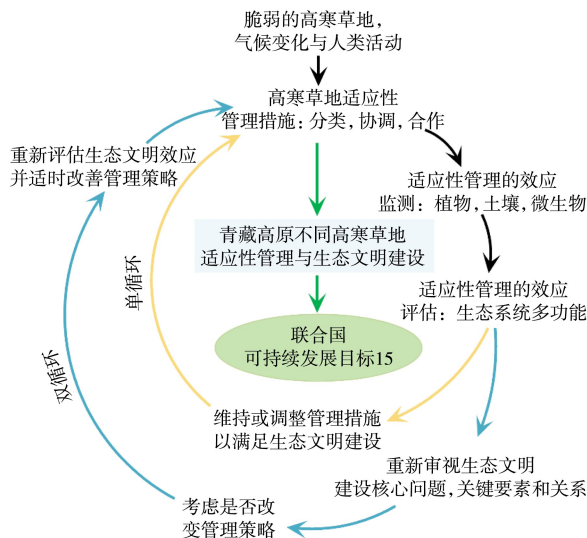 脆弱的高寒草地,
气候变化与人类活动
高寒草地适应性
管理措施: 分类, 协调, 合作
重新评估生态文明效应
并适时改善管理策略
适应性管理的效应
监测: 植物, 土壤, 微生物
青藏高原不同高寒草地
适应性管理与生态文明建设
单循环
适应性管理的效应
评估: 生态系统多功能
联合国
可持续发展目标15
双循环
维持或调整管理措施
以满足生态文明建设
重新审视生态文明
建设核心问题, 关键要素和关系
考虑是否改
变管理策略